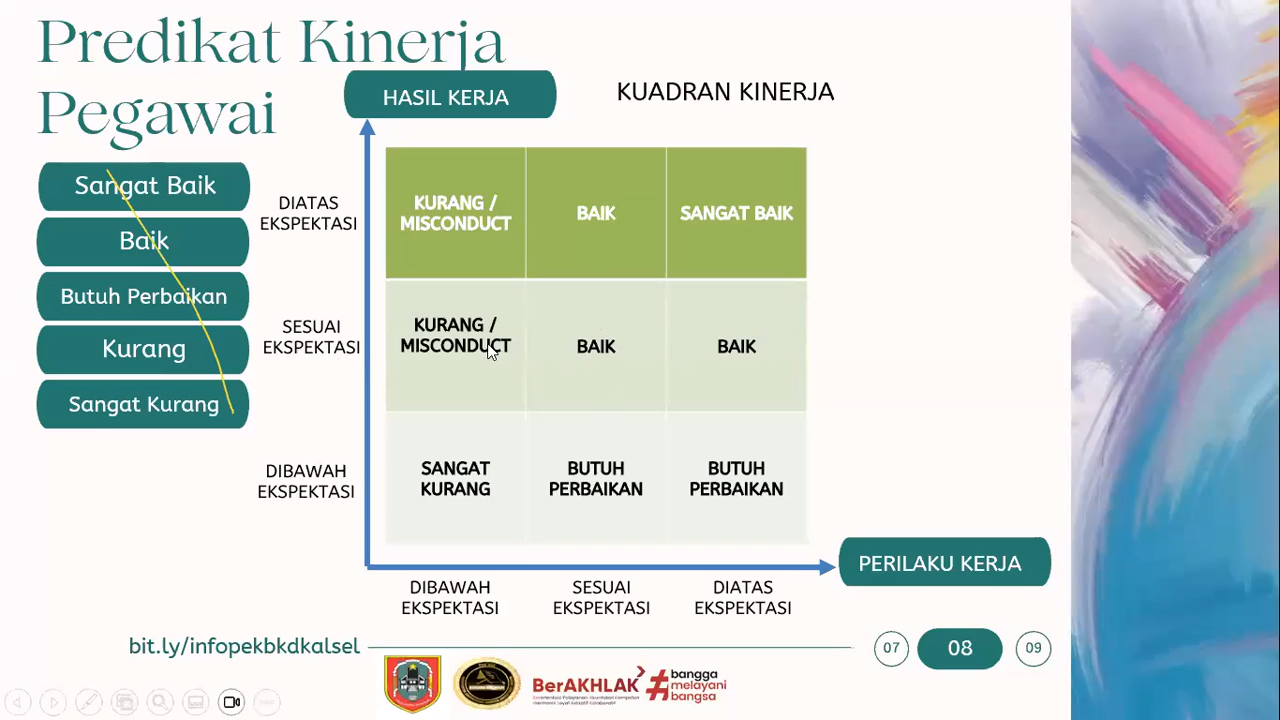 Predikat Kinerja
Pegawai
HASIL KERJA
KUADRAN KINERJA
Sangat Baik
Baik
Butuh Perbaikan
Kurang
Sangat Kurang
DIATAS
EKSPEKTASI
KURANG /
MISCONDUCT
BAIK
SANGAT BAIK
SESUAI
EKSPEKTASI
KURANG /
MISCONDUCT
BAIK
BAIK
DIBAWAH
EKSPEKTASI
SANGAT
KURANG
BUTUH
PERBAIKAN
BUTUH
PERBAIKAN
PERILAKU KERJA
DIBAWAH
EKSPEKTASI
SESUAI
EKSPEKTASI
DIATAS
EKSPEKTASI
bit.ly/infopekbkdkalsel
07
08
09
BerAKHLAK
#bangga
melayani
bangsa